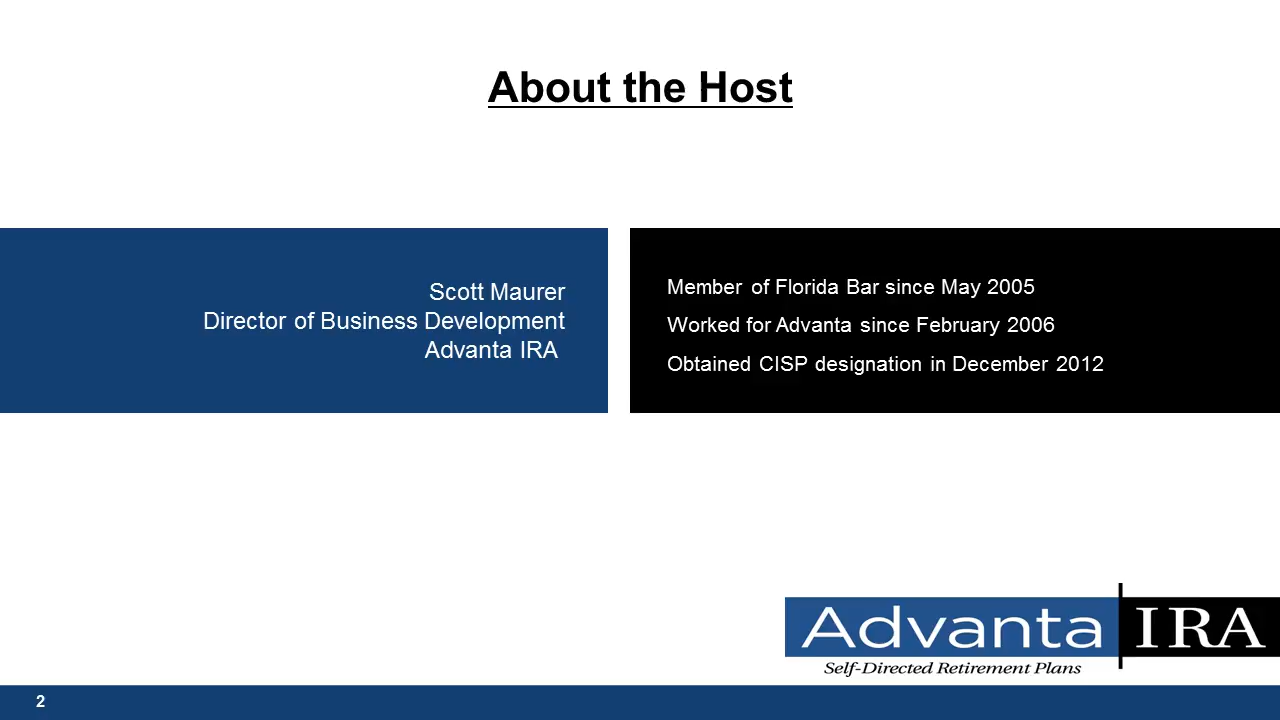 About the Host
Scott Maurer
Director of Business Development
Advanta IRA
Member of Florida Bar since May 2005
Worked for Advanta since February 2006
Obtained CISP designation in December 2012
Advanta IRA
Self-Directed Retirement Plans
2